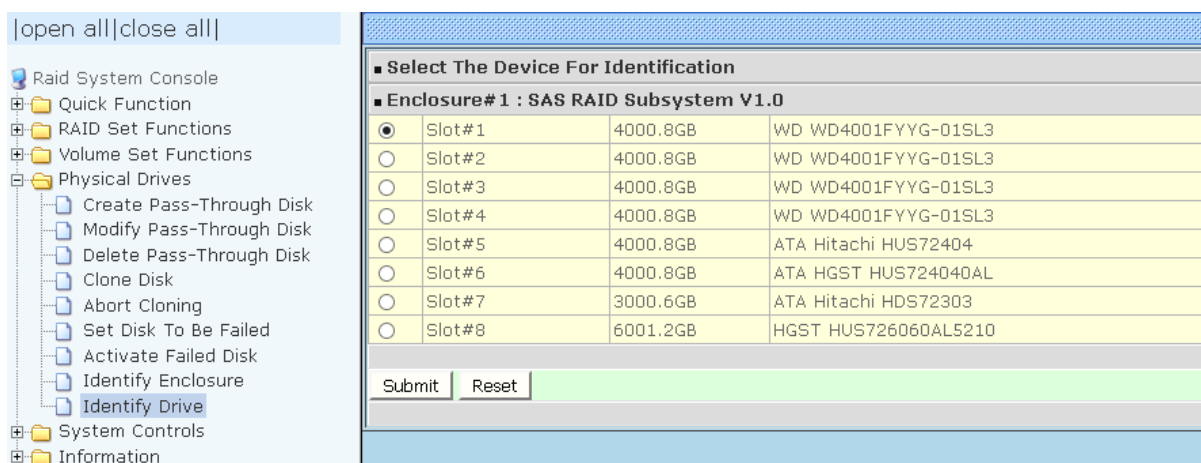 |open all|close all|
Raid System Console
Quick Function
RAID Set Functions
Volume Set Functions
Physical Drives
Create Pass-Through Disk
Modify Pass-Through Disk
Delete Pass-Through Disk
Clone Disk
Abort Cloning
Set Disk To Be Failed
Activate Failed Disk
Identify Enclosure
Identify Drive
System Controls
Information
Select The Device For Identification
Enclosure#1 : SAS RAID Subsystem V1.0
Slot#1 4000.8GB WD WD4001FYYG-01SL3
Slot#2 4000.8GB WD WD4001FYYG-01SL3
Slot#3 4000.8GB WD WD4001FYYG-01SL3
Slot#4 4000.8GB WD WD4001FYYG-01SL3
Slot#5 4000.8GB ATA Hitachi HUS72404
Slot#6 4000.8GB ATA HGST HUS724040AL
Slot#7 3000.6GB ATA Hitachi HDS72303
Slot#8 6001.2GB HGST HUS726060AL5210
Submit Reset